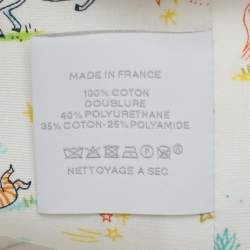 MADE IN FRANCE
100% COTON
DOUBLURE
40% POLYURETHANE
35% COTON-25% POLYAMIDE
NETTOYAGE A SEC